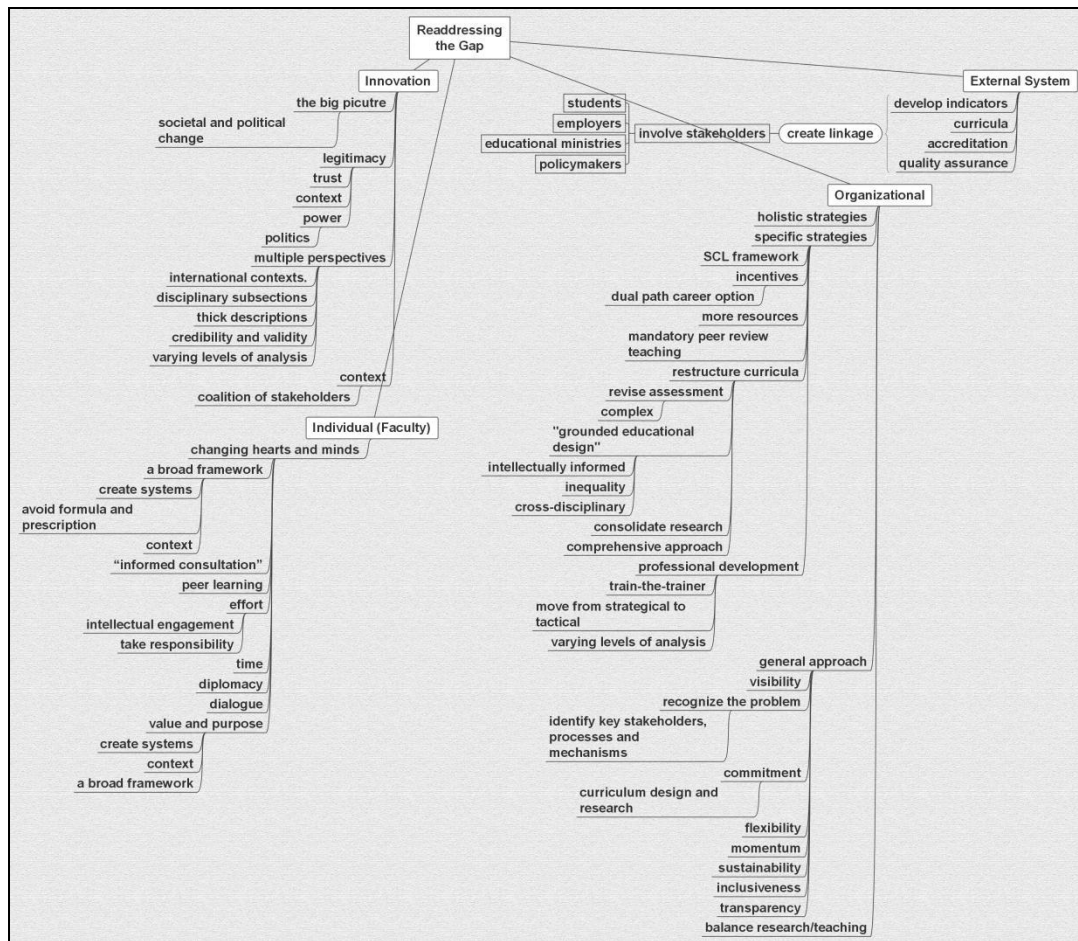 Readdressing
the Gap
Innovation
the big picutre
societal and political
change
legitimacy
trust
context
power
politics
multiple perspectives
international contexts.
disciplinary subsections
thick descriptions
credibility and validity
varying levels of analysis
context
coalition of stakeholders
Individual (Faculty)
changing hearts and minds
a broad framework
create systems
avoid formula and
prescription
context
“informed consultation”
peer learning
effort
intellectual engagement
take responsibility
time
diplomacy
dialogue
value and purpose
create systems
context
a broad framework
External System
develop indicators
curricula
accreditation
quality assurance
create linkage
involve stakeholders
students
employers
educational ministries
policymakers
Organizational
holistic strategies
specific strategies
SCL framework
incentives
dual path career option
more resources
mandatory peer review
teaching
restructure curricula
revise assessment
complex
"grounded educational
design"
intellectually informed
inequality
cross-disciplinary
consolidate research
comprehensive approach
professional development
train-the-trainer
move from strategical to
tactical
varying levels of analysis
general approach
visibility
recognize the problem
identify key stakeholders,
processes and
mechanisms
commitment
curriculum design and
research
flexibility
momentum
sustainability
inclusiveness
transparency
balance research/teaching